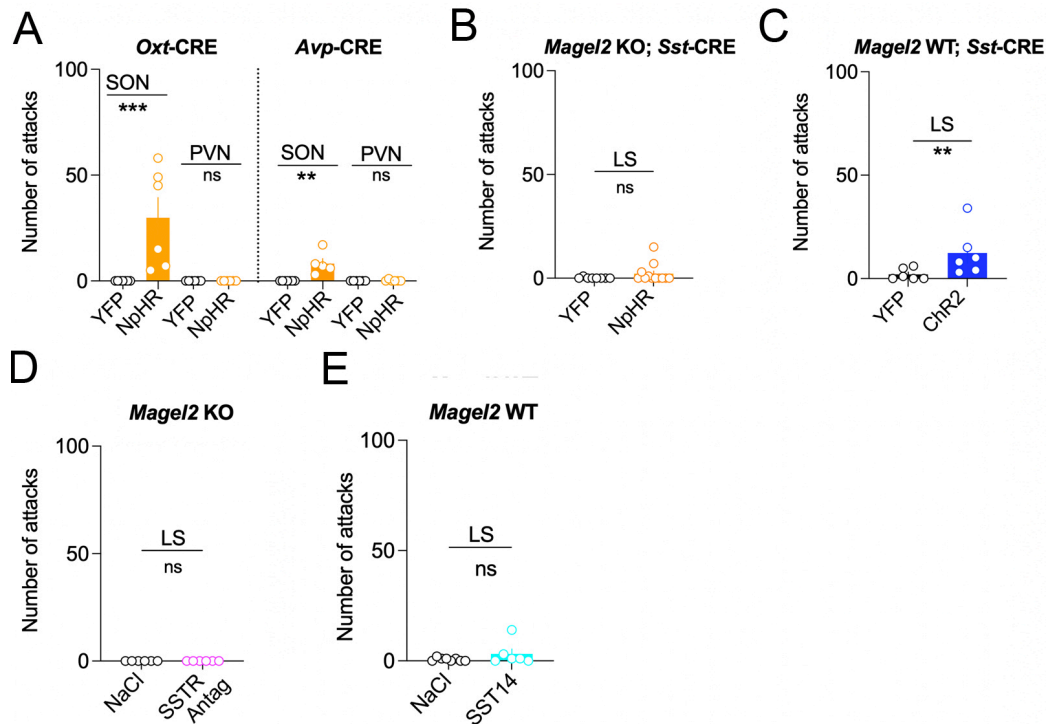 A
Oxt-CRE
Avp-CRE
Number of attacks
100
50
0
SON
***
PVN
ns
SON
**
PVN
ns
YFP
NpHR
YFP
NpHR
YFP
NpHR
YFP
NpHR
B
Magel2 KO; Sst-CRE
Number of attacks
100
50
0
LS
ns
YFP
NpHR
C
Magel2 WT; Sst-CRE
Number of attacks
100
50
0
LS
**
YFP
ChR2
D
Magel2 KO
Number of attacks
100
50
0
LS
ns
NaCl
SSTR
Antag
E
Magel2 WT
Number of attacks
100
50
0
LS
ns
NaCl
SST14